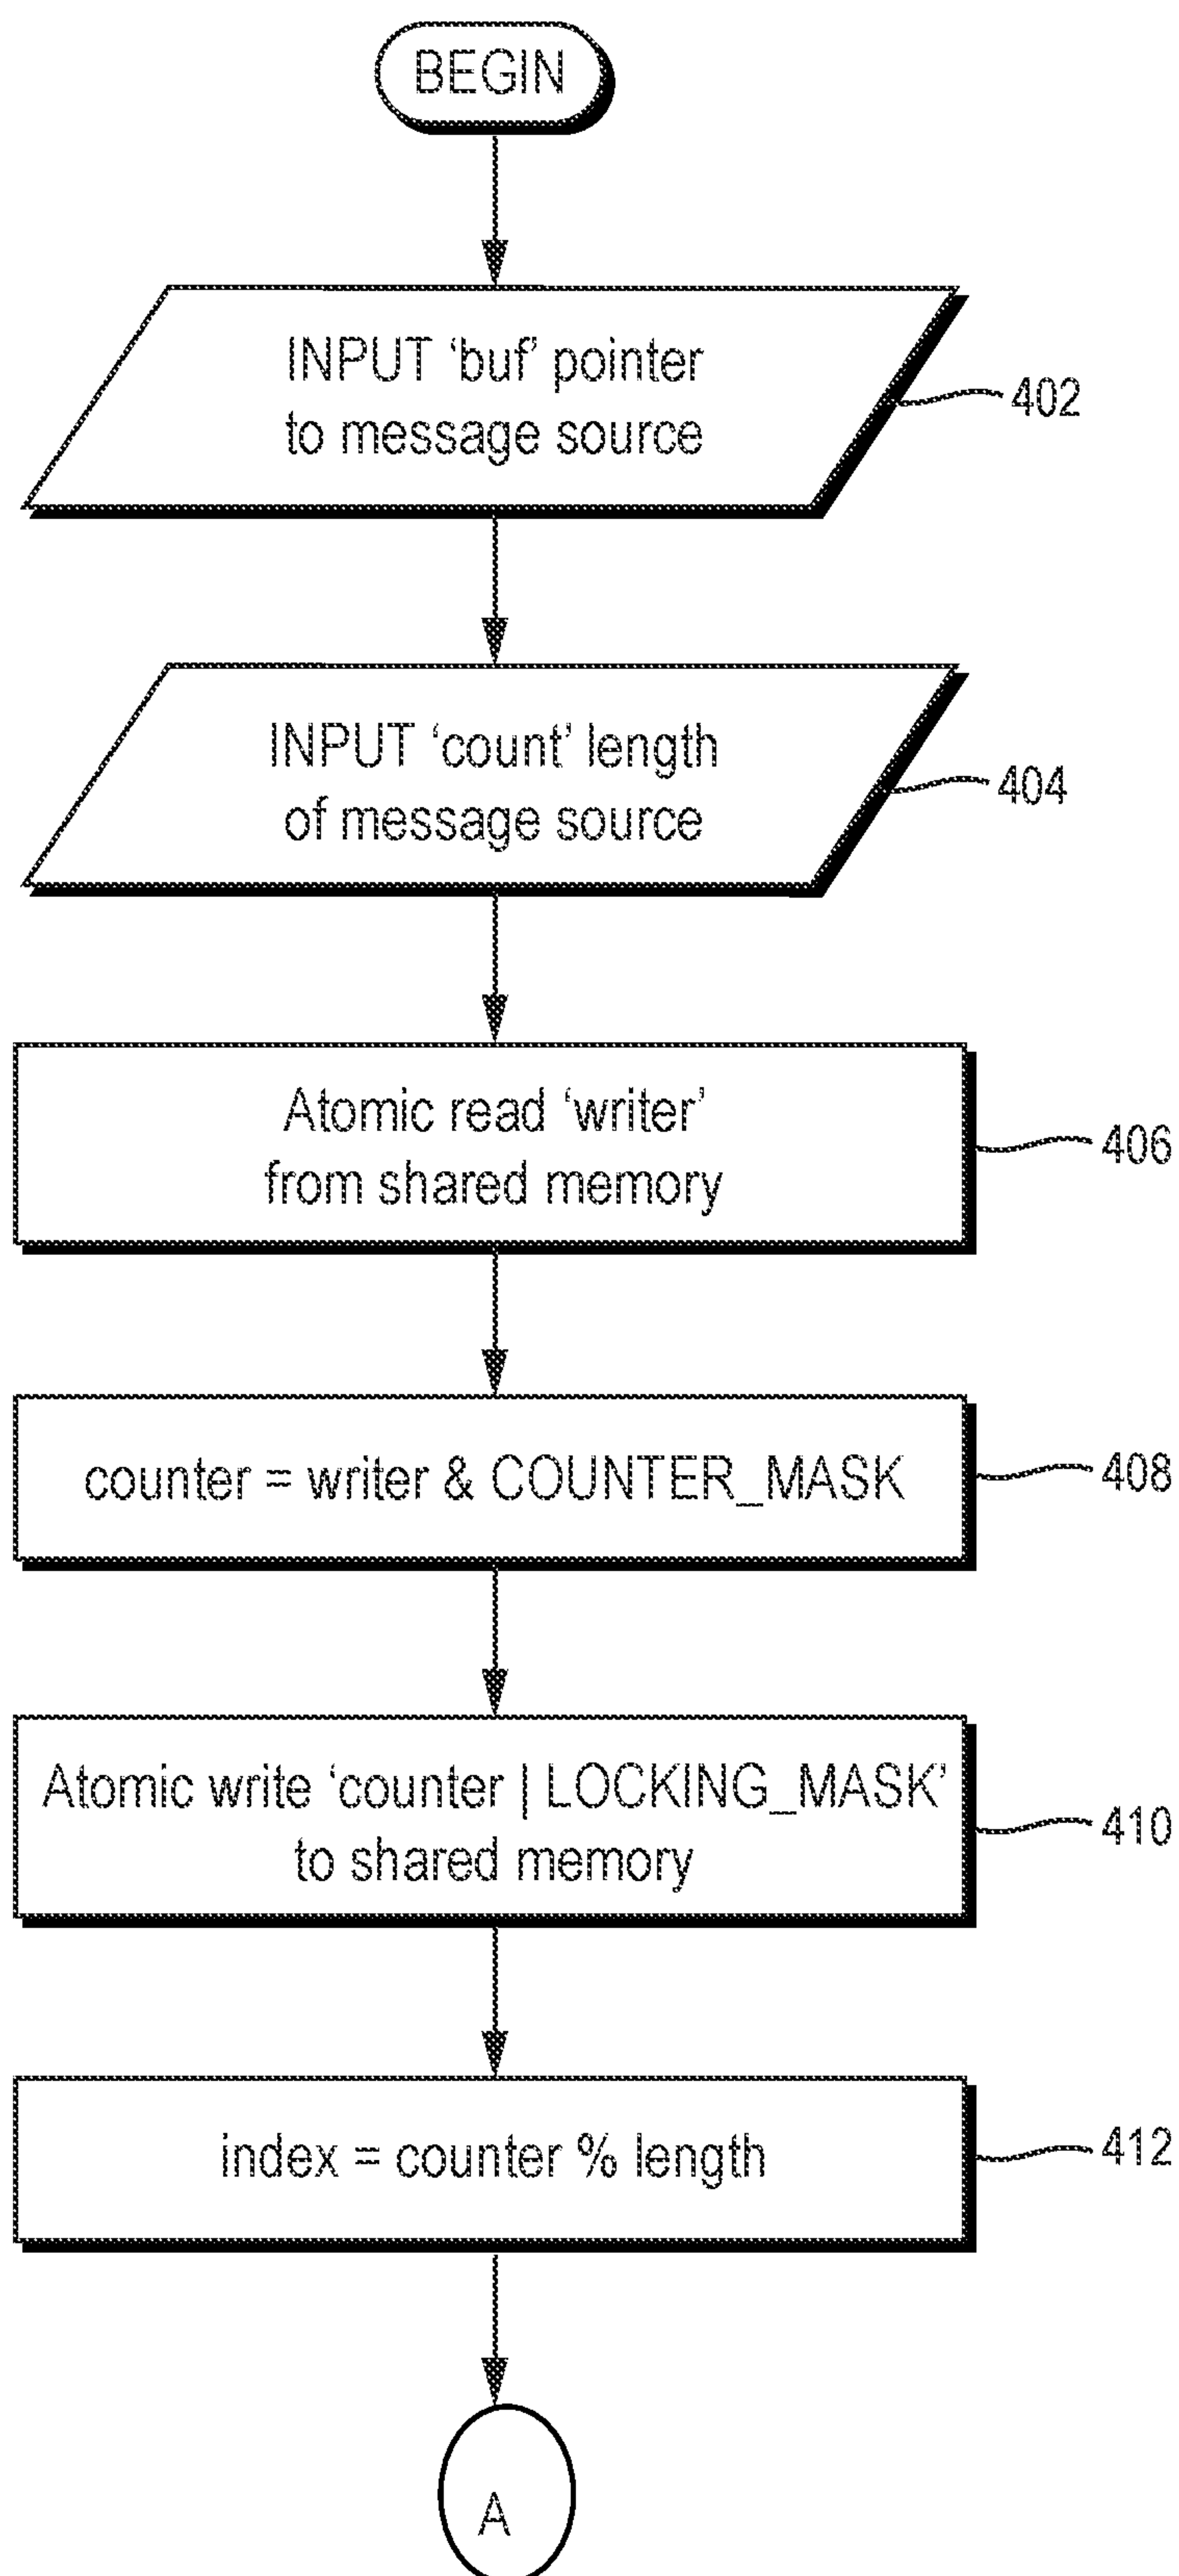 BEGIN
INPUT ‘buf’ pointer
to message source
402
INPUT ‘count’ length
of message source
404
Atomic read ‘writer’
from shared memory
406
counter = writer & COUNTER_MASK
408
Atomic write ‘counter | LOCKING_MASK’
to shared memory
410
index = counter % length
412
A